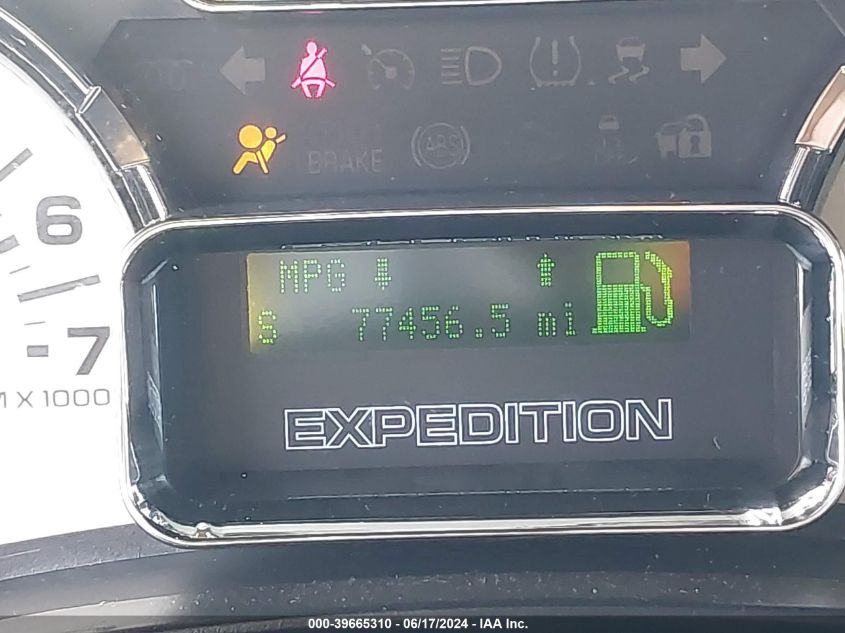 BRAKE
ABS
6
7
M X 1000
MPG
S 77456.5 mi
EXPEDITION
000-39665310 - 06/17/2024 - IAA Inc.